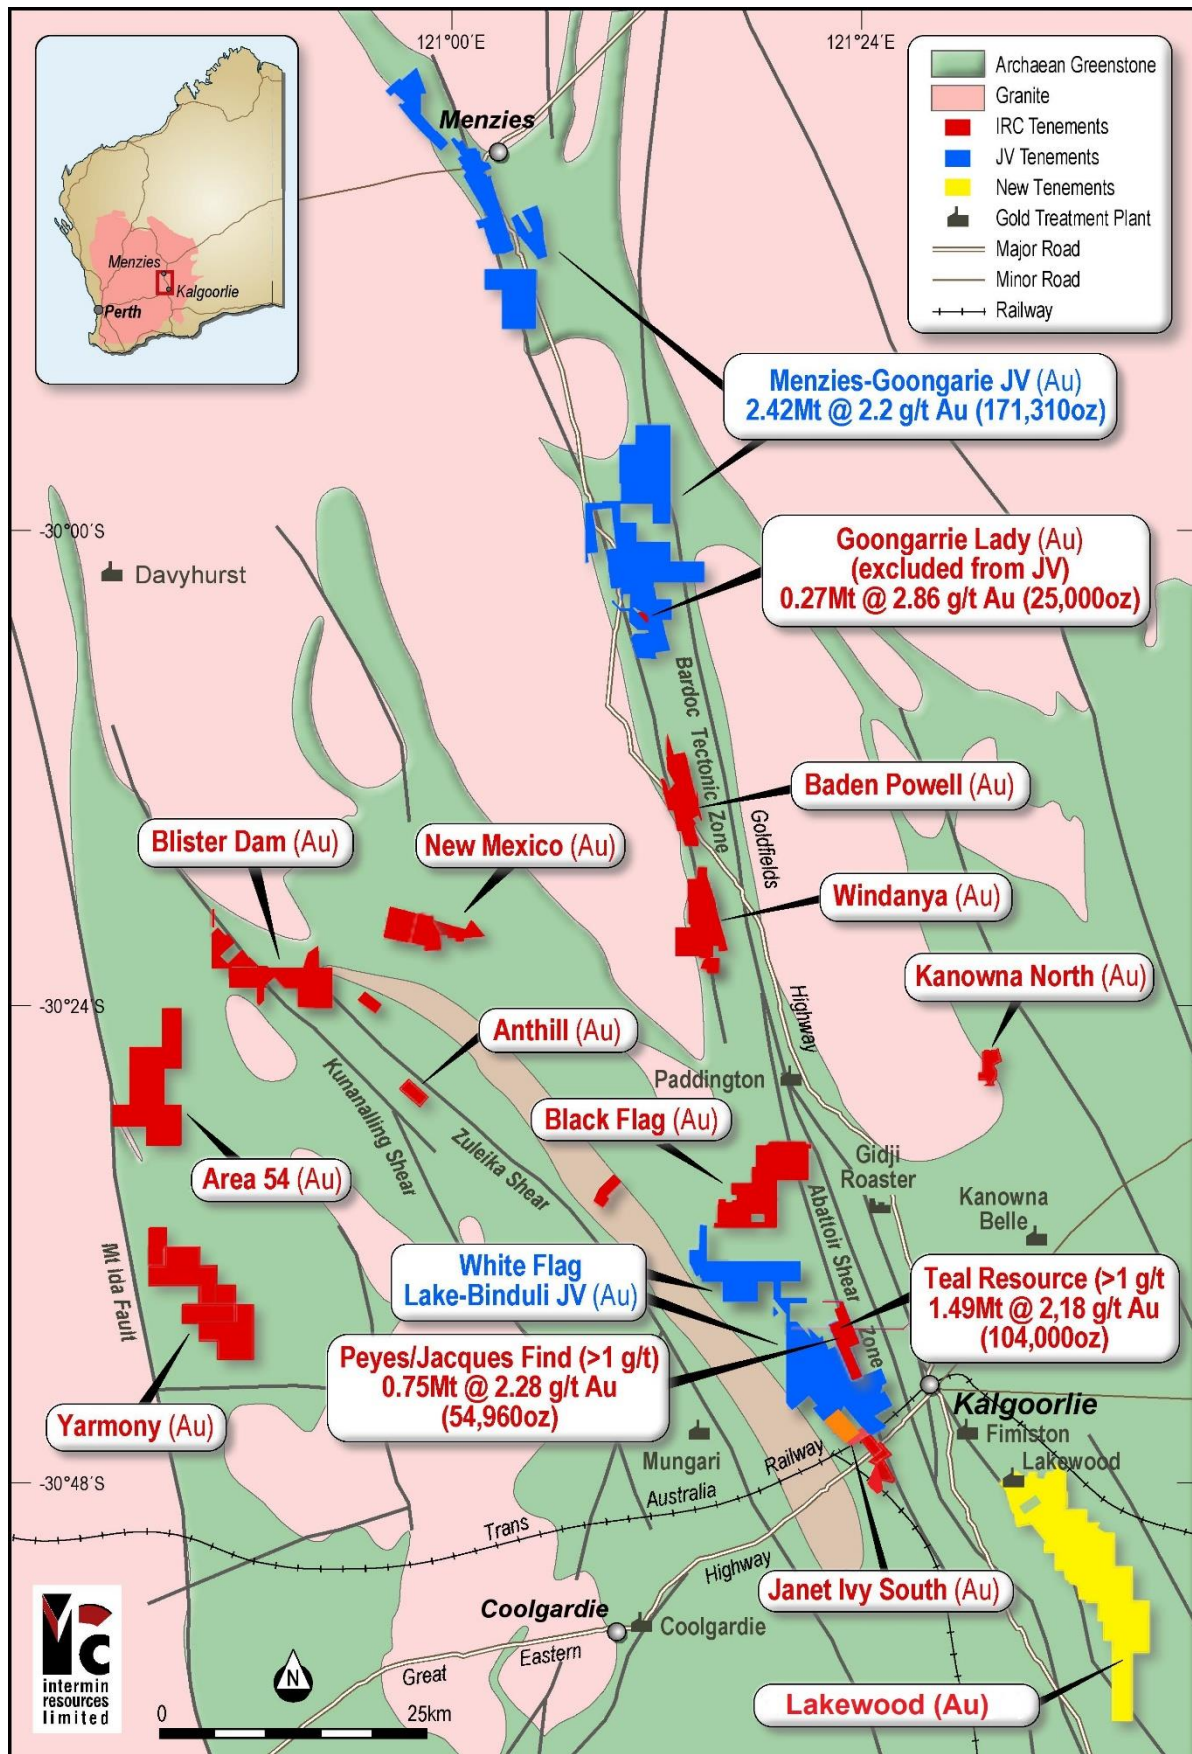 121°00´E
121°24´E
Menzies
Kalgoorlie
Perth
Archaean Greenstone
Granite
IRC Tenements
JV Tenements
New Tenements
Gold Treatment Plant
Major Road
Minor Road
Railway
Menzies
Menzies-Goongarie JV (Au)
2.42Mt @ 2.2 g/t Au (171,310oz)
-30°00´S
Davyhurst
Goongarrie Lady (Au)
(excluded from JV)
0.27Mt @ 2.86 g/t Au (25,000oz)
Bardoc Tectonic Zone
Baden Powell (Au)
Goldfields
Highway
Blister Dam (Au)
New Mexico (Au)
Windanya (Au)
Kanowna North (Au)
-30°24´S
Anthill (Au)
Kunanalling Shear
Zuleika Shear
Paddington
Black Flag (Au)
Area 54 (Au)
Gidji
Roaster
Kanowna
Belle
Abattoir Shear
Zone
Mt Ida Fault
White Flag
Lake-Binduli JV (Au)
Teal Resource (>1 g/t
1.49Mt @ 2,18 g/t Au
(104,000oz)
Peyes/Jacques Find (>1 g/t)
0.75Mt @ 2.28 g/t Au
(54,960oz)
Yarmony (Au)
Kalgoorlie
Fimiston
Mungari
Lakewood
-30°48´S
Trans
Australia
Railway
Janet Ivy South (Au)
Coolgardie
Coolgardie
Great
Eastern
Highway
Lakewood (Au)
intermin
resources
limited
N
0
25km